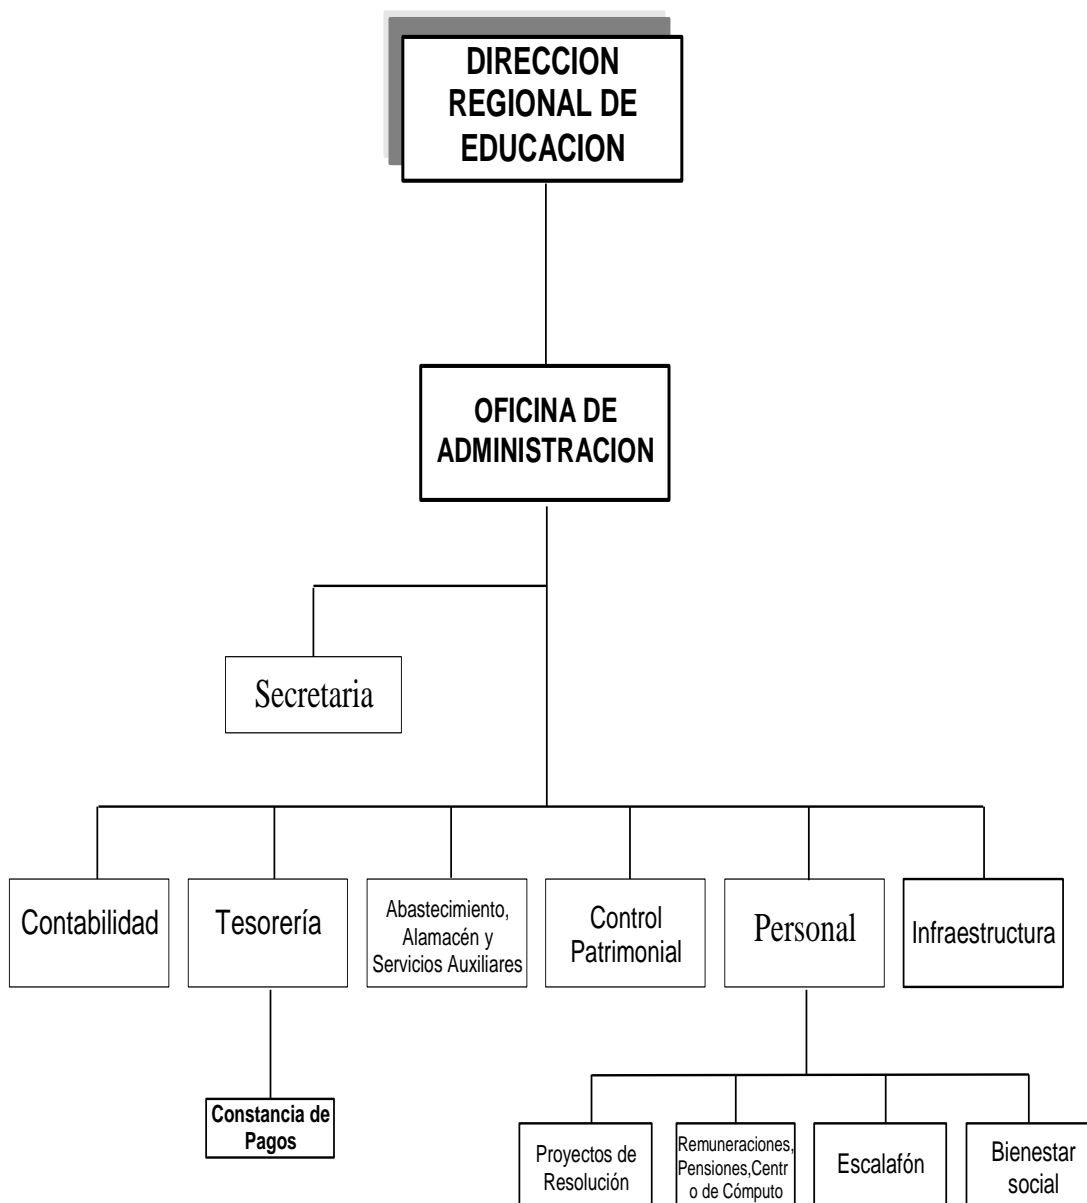 DIRECCION
REGIONAL DE
EDUCACION
OFICINA DE
ADMINISTRACION
Secretaria
Contabilidad
Tesorería
Abastecimiento,
Alamacén y
Servicios Auxiliares
Control
Patrimonial
Personal
Infraestructura
Constancia de
Pagos
Proyectos de
Resolución
Remuneraciones,
Pensiones,Centr
o de Cómputo
Escalafón
Bienestar
social